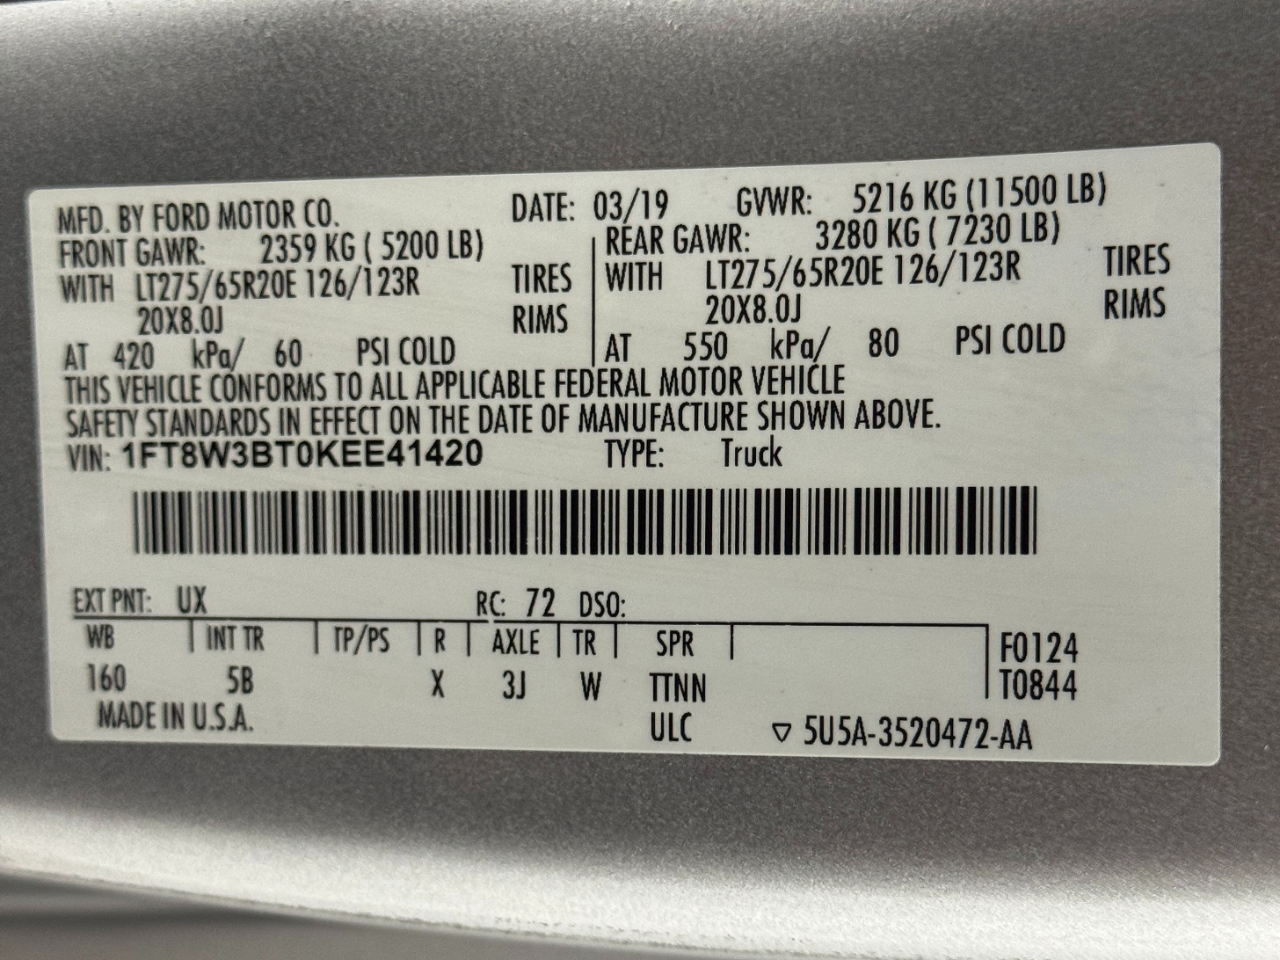 MFD. BY FORD MOTOR CO. DATE: 03/19 GVWR: 5216 KG (11500 LB)
FRONT GAWR: 2359 KG ( 5200 LB) REAR GAWR: 3280 KG ( 7230 LB)
WITH LT275/65R20E 126/123R TIRES WITH LT275/65R20E 126/123R TIRES
20X8.0J RIMS 20X8.0J RIMS
AT 420 kPa/ 60 PSI COLD AT 550 kPa/ 80 PSI COLD
THIS VEHICLE CONFORMS TO ALL APPLICABLE FEDERAL MOTOR VEHICLE
SAFETY STANDARDS IN EFFECT ON THE DATE OF MANUFACTURE SHOWN ABOVE.
VIN: 1FT8W3BT0KEE41420 TYPE: Truck
EXT PNT: UX RC: 72 DSO:
WB INT TR TP/PS R AXLE TR SPR F0124
160 5B X 3J W TTNN T0844
MADE IN U.S.A. ULC ▽ 5U5A-3520472-AA